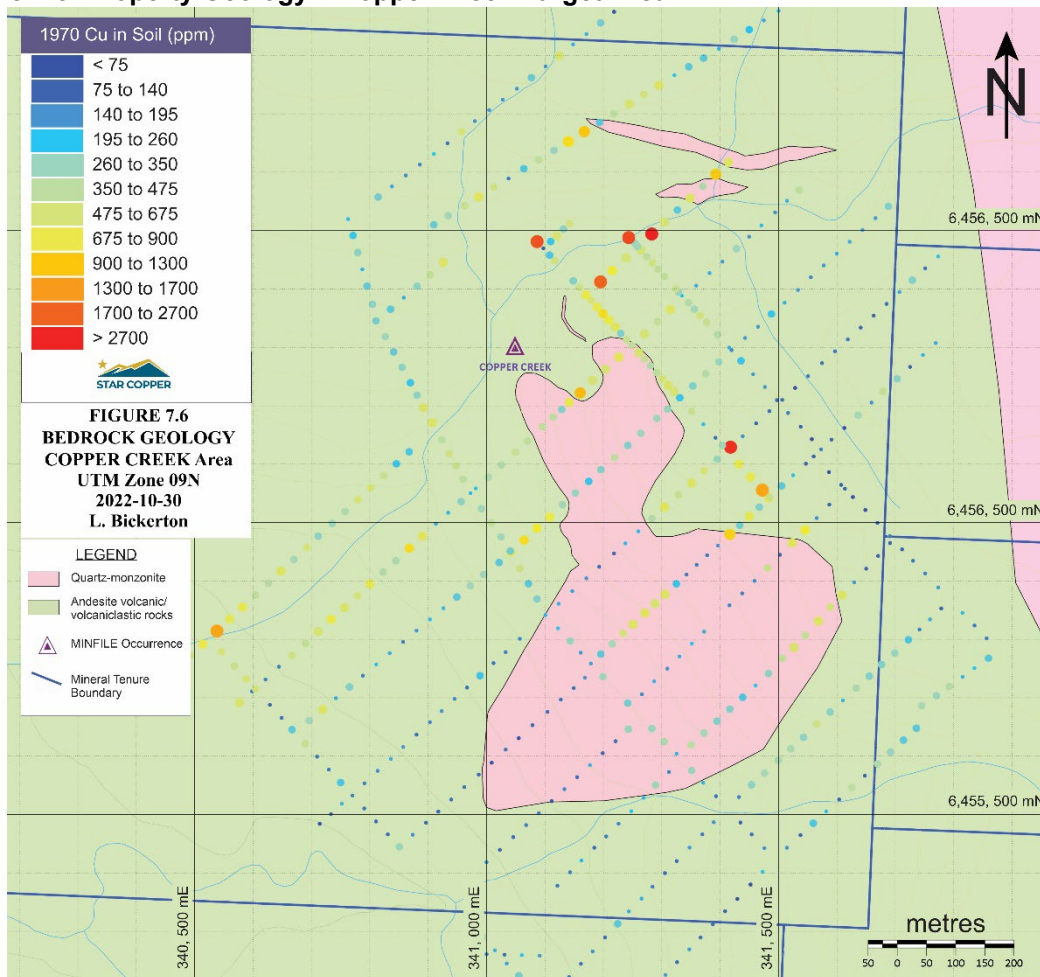 1970 Cu in Soil (ppm)
< 75
75 to 140
140 to 195
195 to 260
260 to 350
350 to 475
475 to 675
675 to 900
900 to 1300
1300 to 1700
1700 to 2700
> 2700
STAR COPPER
FIGURE 7.6
BEDROCK GEOLOGY
COPPER CREEK Area
UTM Zone 09N
2022-10-30
L. Bickerton
LEGEND
Quartz-monzonite
Andesite volcanic/
volcaniclastic rocks
MINFILE Occurrence
Mineral Tenure
Boundary
N
6,456, 500 mN
COPPER CREEK
6,456, 500 mN
6,455, 500 mN
340, 500 mE
341, 000 mE
341, 500 mE
metres
50 0 50 100 150 200